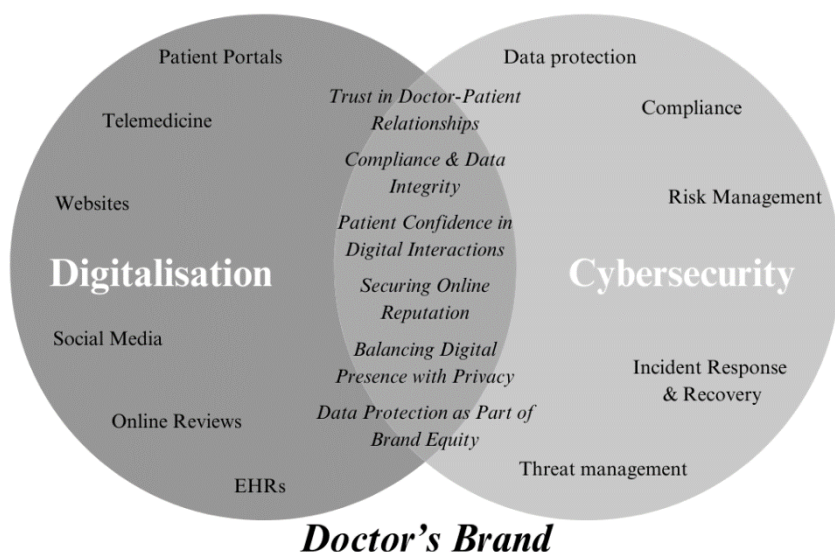 Patient Portals
Telemedicine
Websites
Digitalisation
Social Media
Online Reviews
EHRs
Trust in Doctor-Patient
Relationships
Compliance & Data
Integrity
Patient Confidence in
Digital Interactions
Securing Online
Reputation
Balancing Digital
Presence with Privacy
Data Protection as Part of
Brand Equity
Data protection
Compliance
Risk Management
Cybersecurity
Incident Response
& Recovery
Threat management
Doctor’s Brand